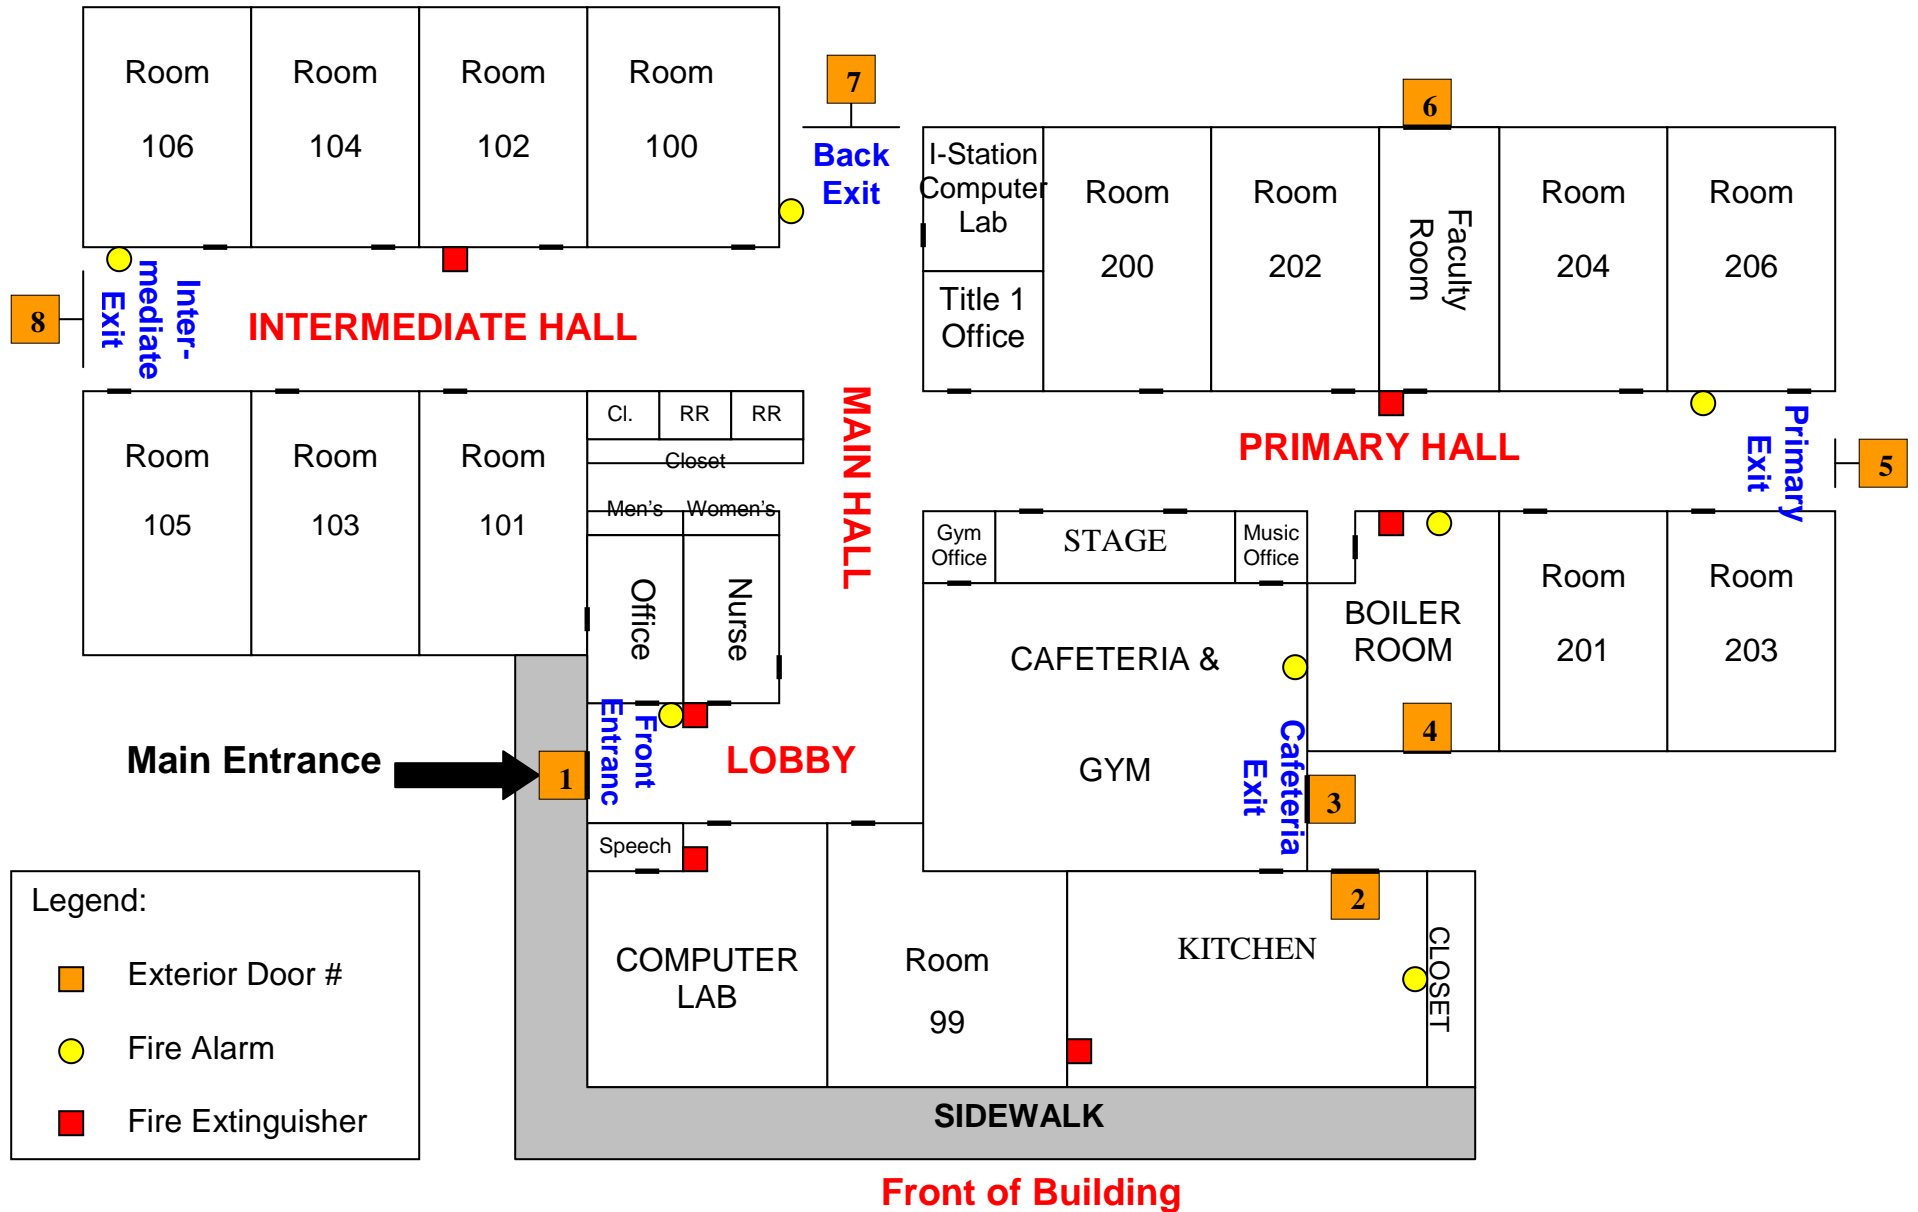 Room
106
Room
104
Room
102
Room
100
7
Back
Exit
6
I-Station
Computer
Lab
Room
200
Room
202
Faculty
Room
Room
204
Room
206
Title 1
Office
8
Inter-
mediate
Exit
INTERMEDIATE HALL
MAIN HALL
PRIMARY HALL
Primary
Exit
5
Room
105
Room
103
Room
101
Cl.
RR
RR
Closet
Men's
Women's
Office
Nurse
Gym
Office
STAGE
Music
Office
BOILER
ROOM
Room
201
Room
203
CAFETERIA &
GYM
Cafeteria
Exit
4
3
Main Entrance
1
Front
Entranc
LOBBY
Speech
COMPUTER
LAB
Room
99
KITCHEN
2
CLOSET
Legend:
Exterior Door #
Fire Alarm
Fire Extinguisher
SIDEWALK
Front of Building